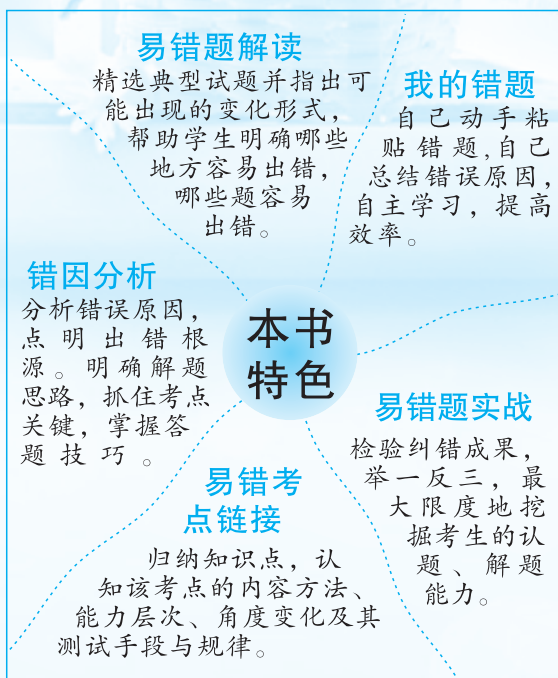 易错题解读
精选典型试题并指出可
能出现的变化形式，
帮助学生明确哪些
地方容易出错，
哪些题容易
出错。
我的错题
自己动手粘
贴错题，自己
总结错误原因，
自主学习，提高
效率。
错因分析
分析错误原因，
点明出错根
源。明确解题
思路，抓住考点
关键，掌握答
题技巧。
本书
特色
易错题实战
检验纠错成果，
举一反三，最
大限度地挖
掘考生的认
题、解题
能力。
易错考
点链接
归纳知识点，认
知该考点的内容方法、
能力层次、角度变化及其
测试手段与规律。